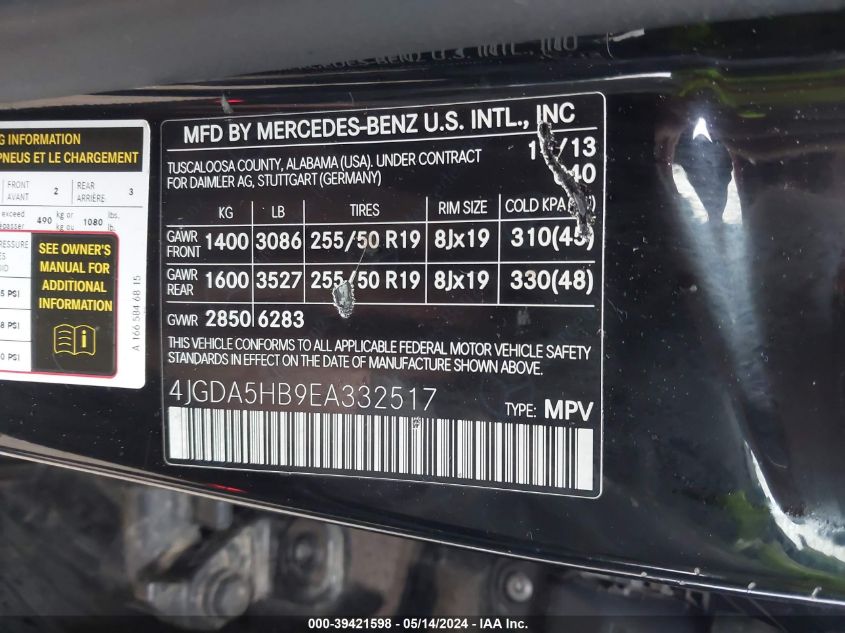 MFD BY MERCEDES-BENZ U.S. INTL., INC
TUSCALOOSA COUNTY, ALABAMA (USA). UNDER CONTRACT
FOR DAIMLER AG, STUTTGART (GERMANY)
/13
40
KG LB TIRES RIM SIZE COLD KPA
GAWR FRONT 1400 3086 255/50 R19 8Jx19 310(45)
GAWR REAR 1600 3527 255/50 R19 8Jx19 330(48)
GVWR 2850 6283
THIS VEHICLE CONFORMS TO ALL APPLICABLE FEDERAL MOTOR VEHICLE SAFETY
STANDARDS IN EFFECT ON THE DATE OF MANUFACTURE SHOWN ABOVE.
4JGDA5HB9EA332517
TYPE: MPV
G INFORMATION
PNEUS ET LE CHARGEMENT
FRONT AVANT 2 REAR ARRIÈRE 3
exceed
490 kg or kg ou 1080 lbs. lb.
SEE OWNER'S
MANUAL FOR
ADDITIONAL
INFORMATION
5 PSI
8 PSI
0 PSI
A 166 584 68 15
000-39421598 - 05/14/2024 - IAA Inc.